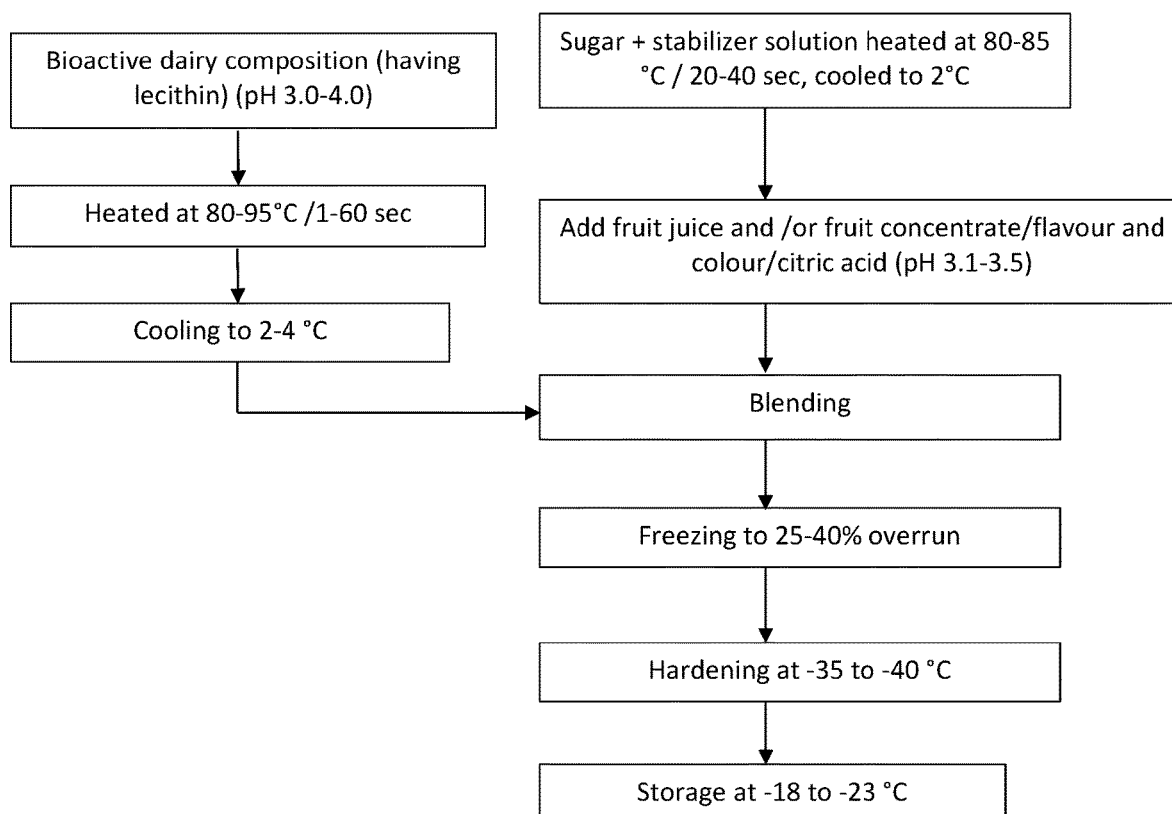 Bioactive dairy composition (having
lecithin) (pH 3.0-4.0)
Heated at 80-95°C /1-60 sec
Cooling to 2-4 °C
Sugar + stabilizer solution heated at 80-85
°C / 20-40 sec, cooled to 2°C
Add fruit juice and /or fruit concentrate/flavour and
colour/citric acid (pH 3.1-3.5)
Blending
Freezing to 25-40% overrun
Hardening at -35 to -40 °C
Storage at -18 to -23 °C